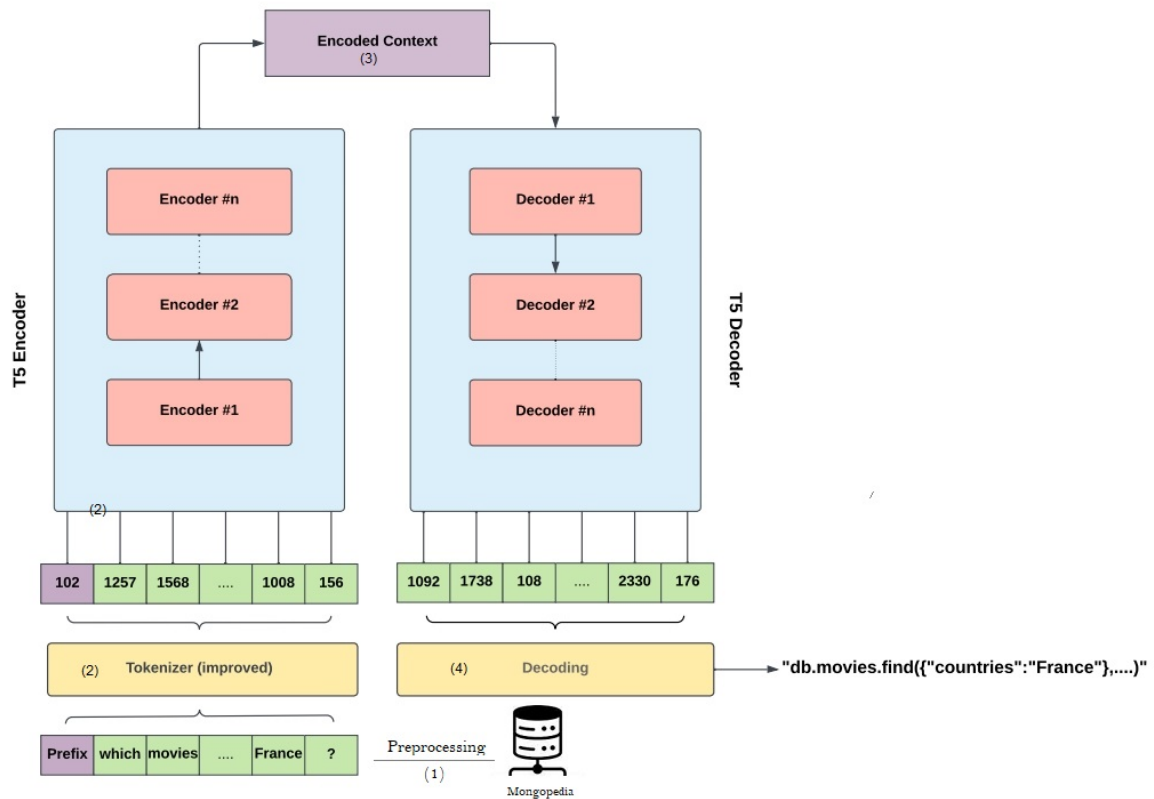 Encoded Context
(3)
T5 Encoder
Encoder #n
Encoder #2
Encoder #1
(2)
Decoder #1
Decoder #2
Decoder #n
T5 Decoder
/
102 1257 1568 .... 1008 156
1092 1738 108 .... 2330 176
(2) Tokenizer (improved)
(4) Decoding
"db.movies.find({"countries":"France"},....)"
Prefix which movies .... France ?
Preprocessing
(1)
Mongopedia